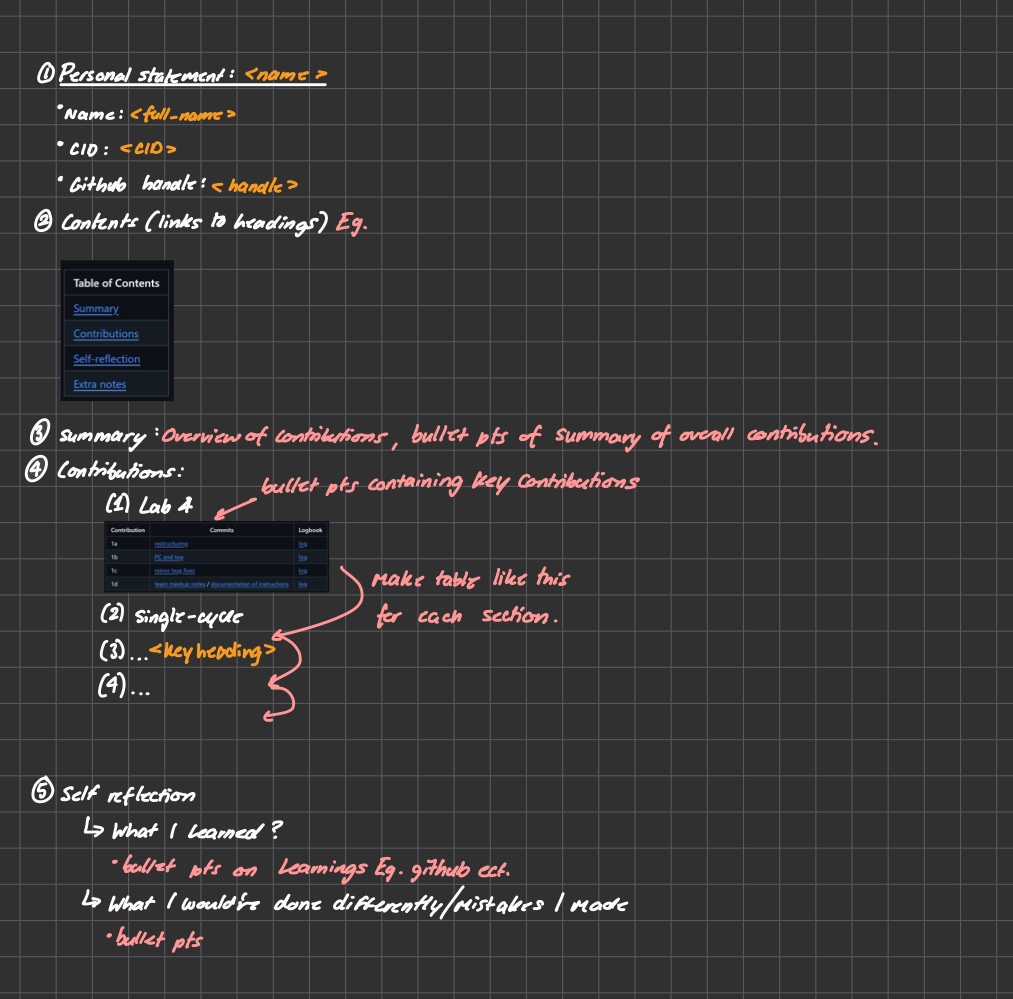 ① Personal statement: <name>
• Name: <full-name>
• CID: <CID>
• Github handle: <handle>
② Contents (links to headings) Eg.
Table of Contents
Summary
Contributions
Self-reflection
Extra notes
③ Summary: Overview of contributions, bullet pts of summary of overall contributions.
④ Contributions:
bullet pts containing key contributions
(1) Lab 4
Contribution Commits Logbook
1a restructuring log
1b PC and top log
1c minor bug fixes log
1d team meetup notes / documentation of instructions log
Make table like this
for each section.
(2) Single-cycle
(3)...<key heading>
(4)...
⑤ Self reflection
↳ What I learned?
• bullet pts on learnings Eg. github ect.
↳ What I would've done differently/mistakes I made
• bullet pts